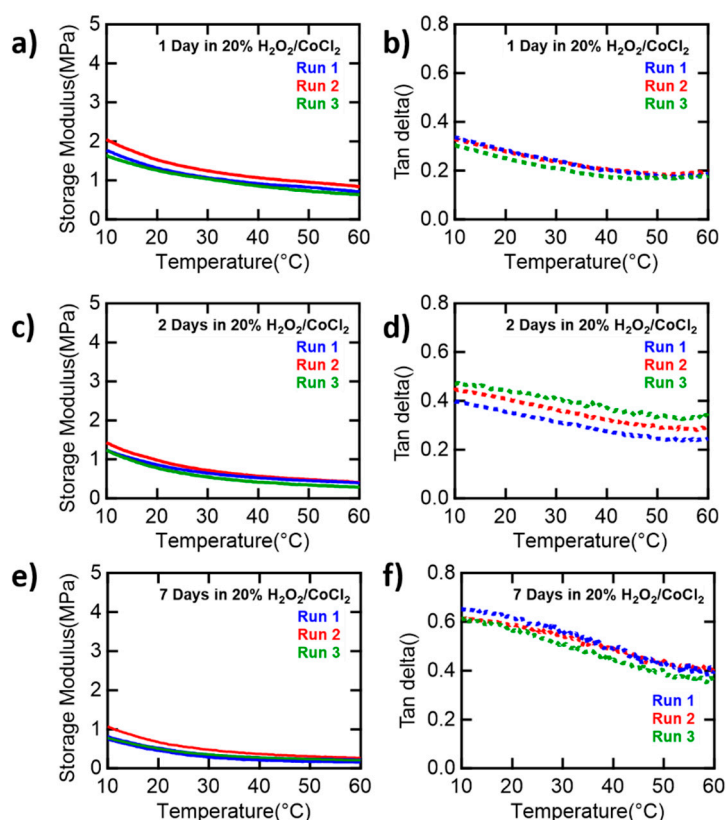 a)
1 Day in 20% H₂O₂/CoCl₂
Run 1
Run 2
Run 3
Storage Modulus(MPa)
5
4
3
2
1
0
10 20 30 40 50 60
Temperature(°C)
b)
1 Day in 20% H₂O₂/CoCl₂
Run 1
Run 2
Run 3
Tan delta()
0.8
0.6
0.4
0.2
0.0
10 20 30 40 50 60
Temperature(°C)
c)
2 Days in 20% H₂O₂/CoCl₂
Run 1
Run 2
Run 3
Storage Modulus(MPa)
5
4
3
2
1
0
10 20 30 40 50 60
Temperature(°C)
d)
2 Days in 20% H₂O₂/CoCl₂
Run 1
Run 2
Run 3
Tan delta()
0.8
0.6
0.4
0.2
0.0
10 20 30 40 50 60
Temperature(°C)
e)
7 Days in 20% H₂O₂/CoCl₂
Run 1
Run 2
Run 3
Storage Modulus(MPa)
5
4
3
2
1
0
10 20 30 40 50 60
Temperature(°C)
f)
7 Days in 20% H₂O₂/CoCl₂
Run 1
Run 2
Run 3
Tan delta()
0.8
0.6
0.4
0.2
0.0
10 20 30 40 50 60
Temperature(°C)